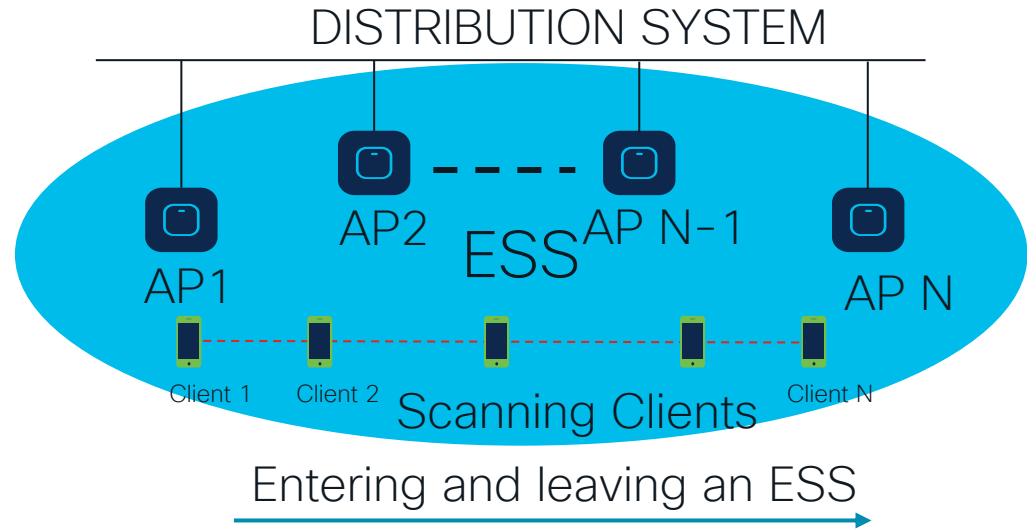 DISTRIBUTION SYSTEM
AP2
AP N-1
ESS
AP1
AP N
Client 1
Client 2
Client N
Scanning Clients
Entering and leaving an ESS